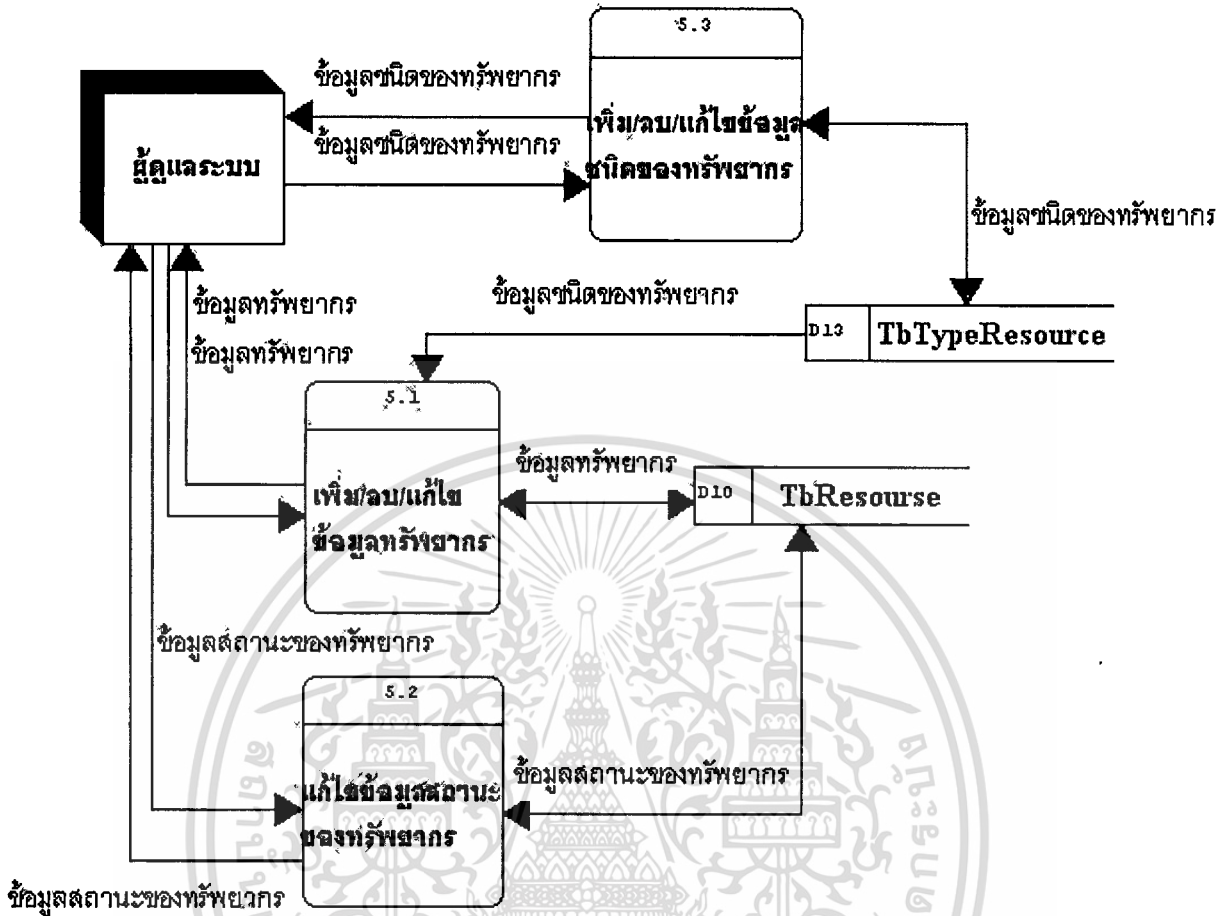 5.3
ข้อมูลชนิดของทรัพยากร
เพิ่ม/ลบ/แก้ไขข้อมูล
ชนิดของทรัพยากร
ข้อมูลชนิดของทรัพยากร
ผู้ดูแลระบบ
ข้อมูลชนิดของทรัพยากร
ข้อมูลชนิดของทรัพยากร
D13
TbTypeResource
ข้อมูลทรัพยากร
ข้อมูลทรัพยากร
5.1
เพิ่ม/ลบ/แก้ไข
ข้อมูลทรัพยากร
ข้อมูลทรัพยากร
D10
TbResourse
ข้อมูลสถานะของทรัพยากร
5.2
แก้ไขข้อมูลสถานะ
ของทรัพยากร
ข้อมูลสถานะของทรัพยากร
ข้อมูลสถานะของทรัพยากร